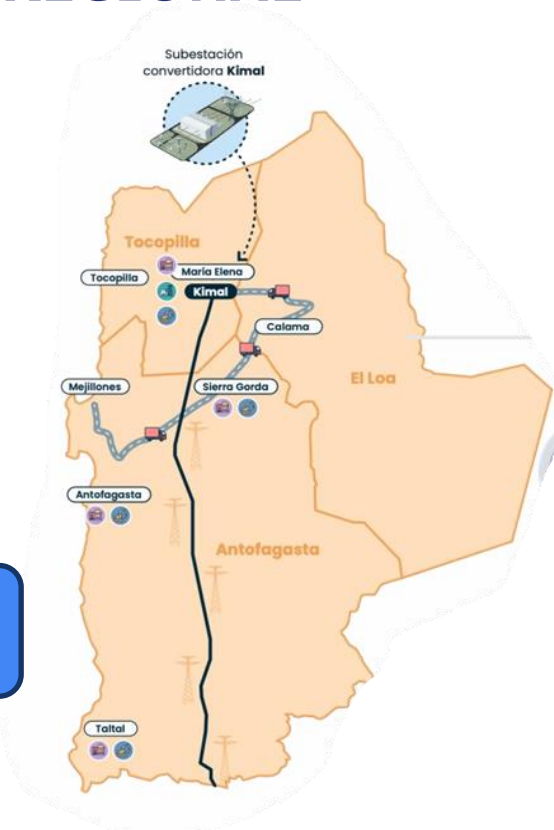 Subestación
convertidora Kimal
Tocopilla
María Elena
Tocopilla
Kimal
Calama
Mejillones
Sierra Gorda
El Loa
Antofagasta
Antofagasta
Taltal